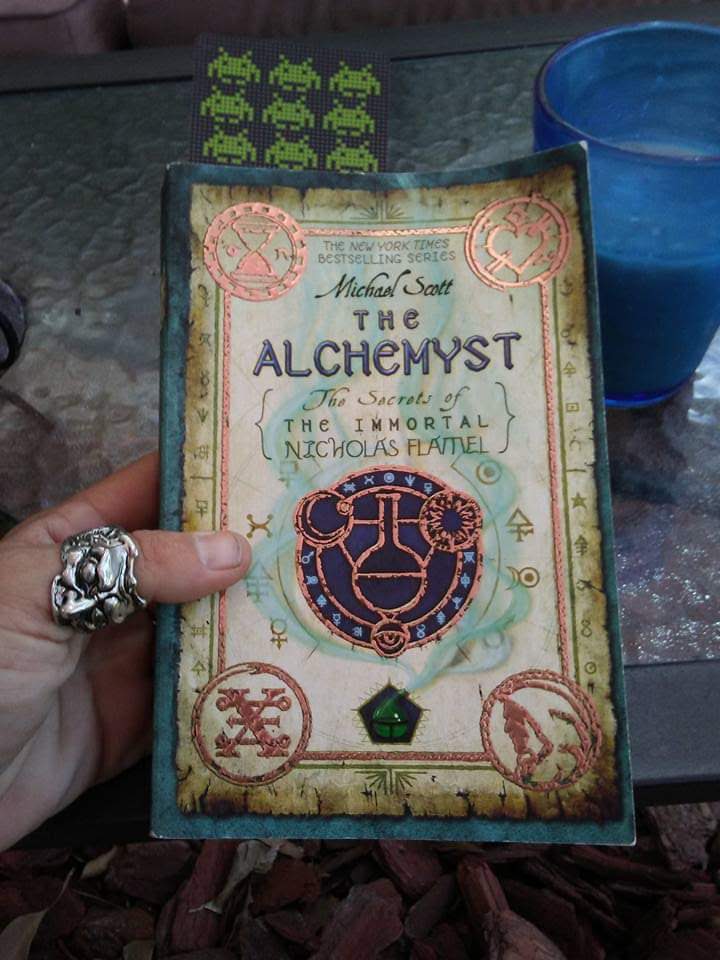 THE NEW YORK TIMES
BESTSELLING SERIES
Michael Scott
THE
ALCHEMYST
The Secrets of
THE IMMORTAL
NICHOLAS FLAMEL